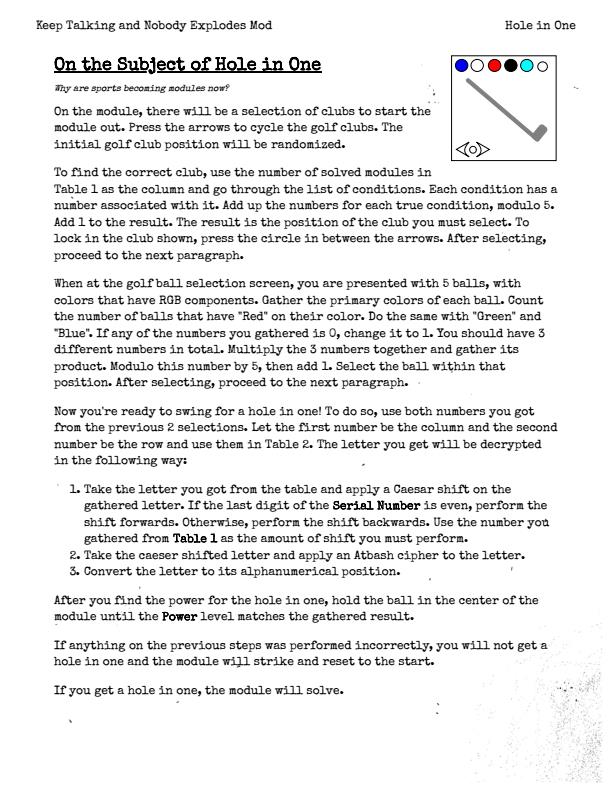 Keep Talking and Nobody Explodes Mod Hole in One
On the Subject of Hole in One
Why are sports becoming modules now?
On the module, there will be a selection of clubs to start the
module out. Press the arrows to cycle the golf clubs. The
initial golf club position will be randomized.
To find the correct club, use the number of solved modules in
Table 1 as the column and go through the list of conditions. Each condition has a
number associated with it. Add up the numbers for each true condition, modulo 5.
Add 1 to the result. The result is the position of the club you must select. To
lock in the club shown, press the circle in between the arrows. After selecting,
proceed to the next paragraph.
When at the golf ball selection screen, you are presented with 5 balls, with
colors that have RGB components. Gather the primary colors of each ball. Count
the number of balls that have "Red" on their color. Do the same with "Green" and
"Blue". If any of the numbers you gathered is 0, change it to 1. You should have 3
different numbers in total. Multiply the 3 numbers together and gather its
product. Modulo this number by 5, then add 1. Select the ball within that
position. After selecting, proceed to the next paragraph.
Now you're ready to swing for a hole in one! To do so, use both numbers you got
from the previous 2 selections. Let the first number be the column and the second
number be the row and use them in Table 2. The letter you get will be decrypted
in the following way:
1. Take the letter you got from the table and apply a Caesar shift on the
gathered letter. If the last digit of the Serial Number is even, perform the
shift forwards. Otherwise, perform the shift backwards. Use the number you
gathered from Table 1 as the amount of shift you must perform.
2. Take the caeser shifted letter and apply an Atbash cipher to the letter.
3. Convert the letter to its alphanumerical position.
After you find the power for the hole in one, hold the ball in the center of the
module until the Power level matches the gathered result.
If anything on the previous steps was performed incorrectly, you will not get a
hole in one and the module will strike and reset to the start.
If you get a hole in one, the module will solve.